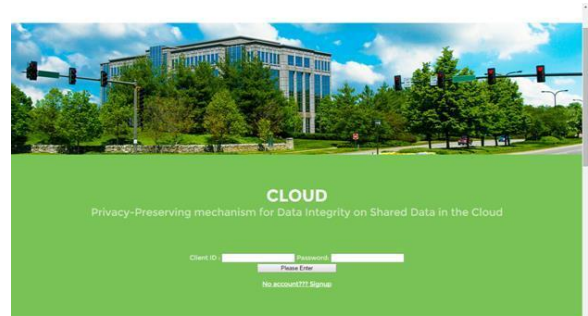 CLOUD
Privacy-Preserving mechanism for Data Integrity on Shared Data in the Cloud
Client ID : Password:
Please Enter
No account??? Signup